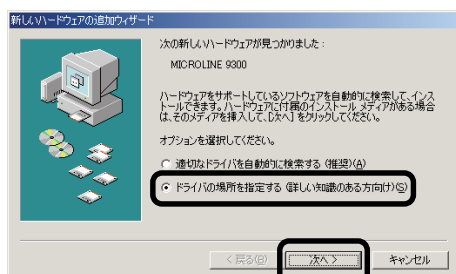 新しいハードウェアの追加ウィザード
次の新しいハードウェアが見つかりました：
MICROLINE 9300
ハードウェアをサポートしているソフトウェアを自動的に検索して、インス
トールできます。ハードウェアに付属のインストール メディアがある場合
は、そのメディアを挿入して、[次へ] をクリックしてください。
オプションを選択してください。
適切なドライバを自動的に検索する (推奨)(A)
ドライバの場所を指定する (詳しい知識のある方向け)(S)
< 戻る(B)
次へ >
キャンセル